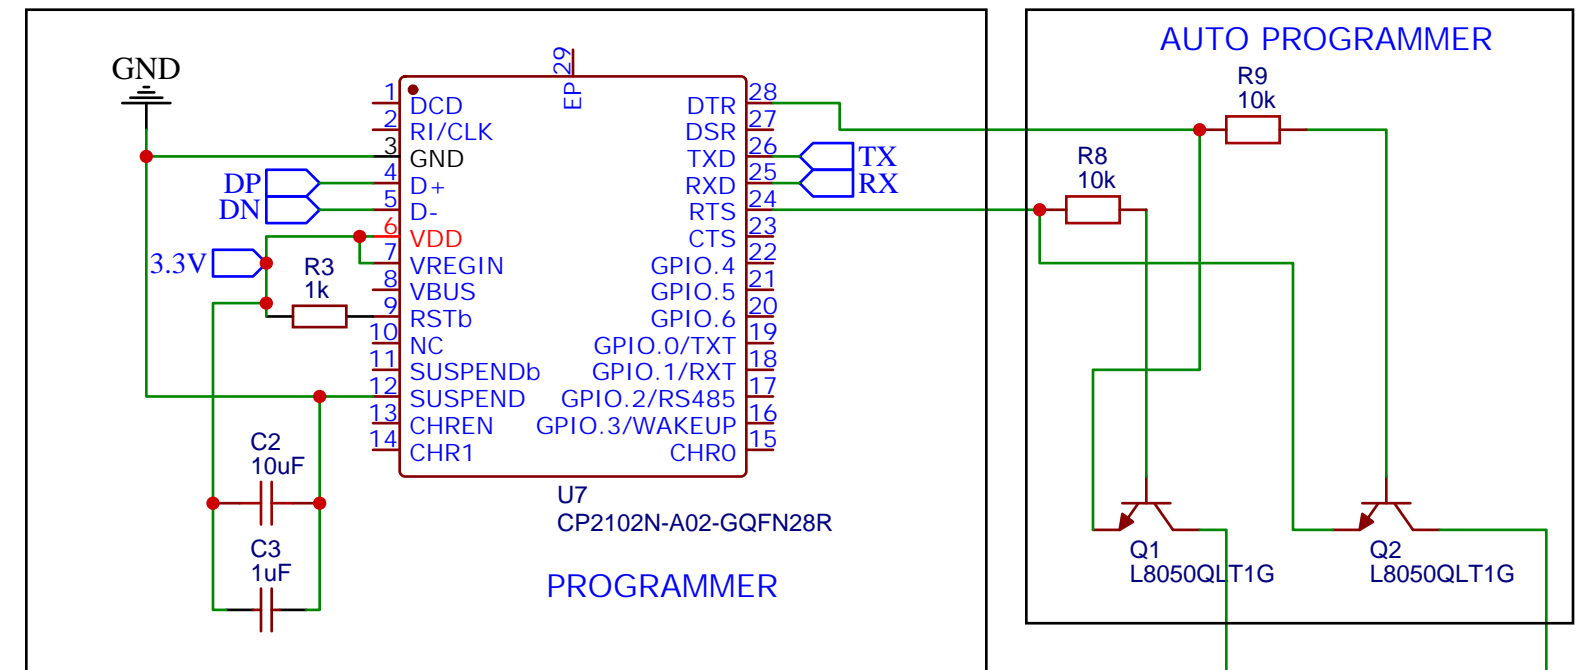 AUTO PROGRAMMER
GND
EP 29
1 DCD
2 RI/CLK
3 GND
4 D+
5 D-
6 VDD
7 VREGIN
8 VBUS
9 RSTb
10 NC
11 SUSPENDb
12 SUSPEND
13 CHREN
14 CHR1
DTR 28
DSR 27
TXD 26
RXD 25
RTS 24
CTS 23
GPIO.4 22
GPIO.5 21
GPIO.6 20
GPIO.0/TXT 19
GPIO.1/RXT 18
GPIO.2/RS485 17
GPIO.3/WAKEUP 16
CHR0 15
DP
DN
3.3V
R3
1k
C2
10uF
C3
1uF
TX
RX
U7
CP2102N-A02-GQFN28R
PROGRAMMER
R9
10k
R8
10k
Q1
L8050QLT1G
Q2
L8050QLT1G